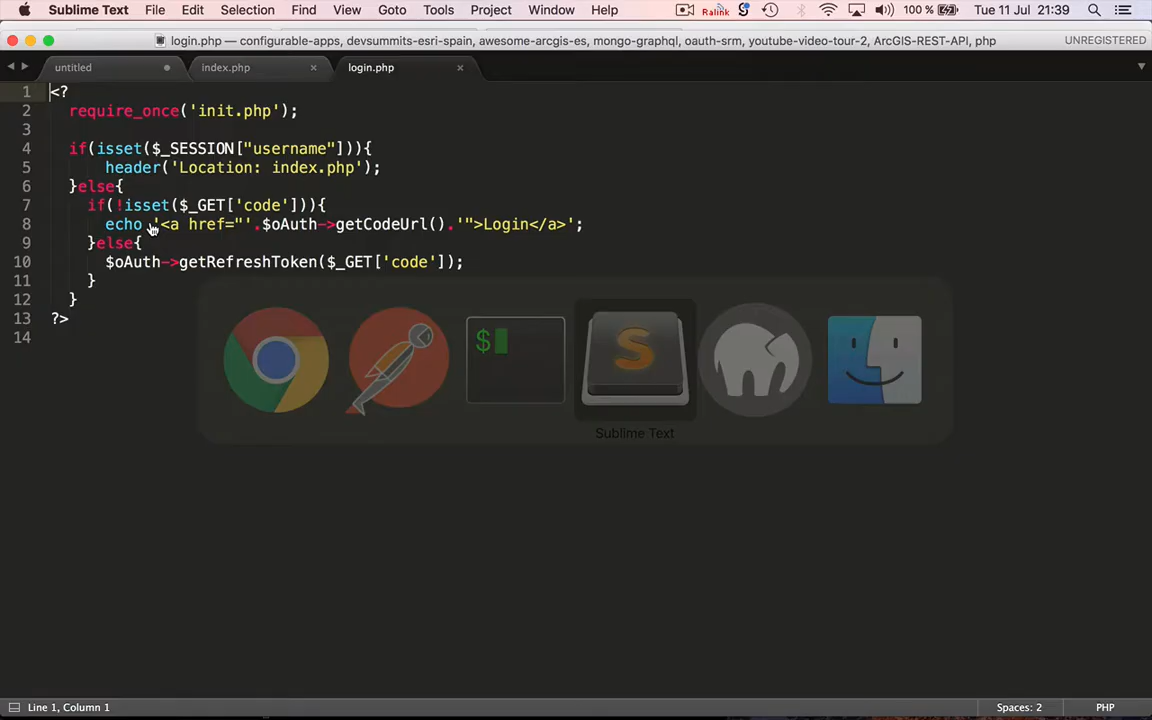 Sublime Text File Edit Selection Find View Goto Tools Project Window Help Ralink 100 % Tue 11 Jul 21:39
login.php — configurable-apps, devsummits-esri-spain, awesome-arcgis-es, mongo-graphql, oauth-srm, youtube-video-tour-2, ArcGIS-REST-API, php UNREGISTERED
untitled index.php login.php
1 <?
2 require_once('init.php');
3
4 if(isset($_SESSION["username"])){
5 header('Location: index.php');
6 }else{
7 if(!isset($_GET['code'])){
8 echo '<a href="'.$oAuth->getCodeUrl().'">Login</a>';
9 }else{
10 $oAuth->getRefreshToken($_GET['code']);
11 }
12 }
13 ?>
14
$
S
Sublime Text
Line 1, Column 1 Spaces: 2 PHP